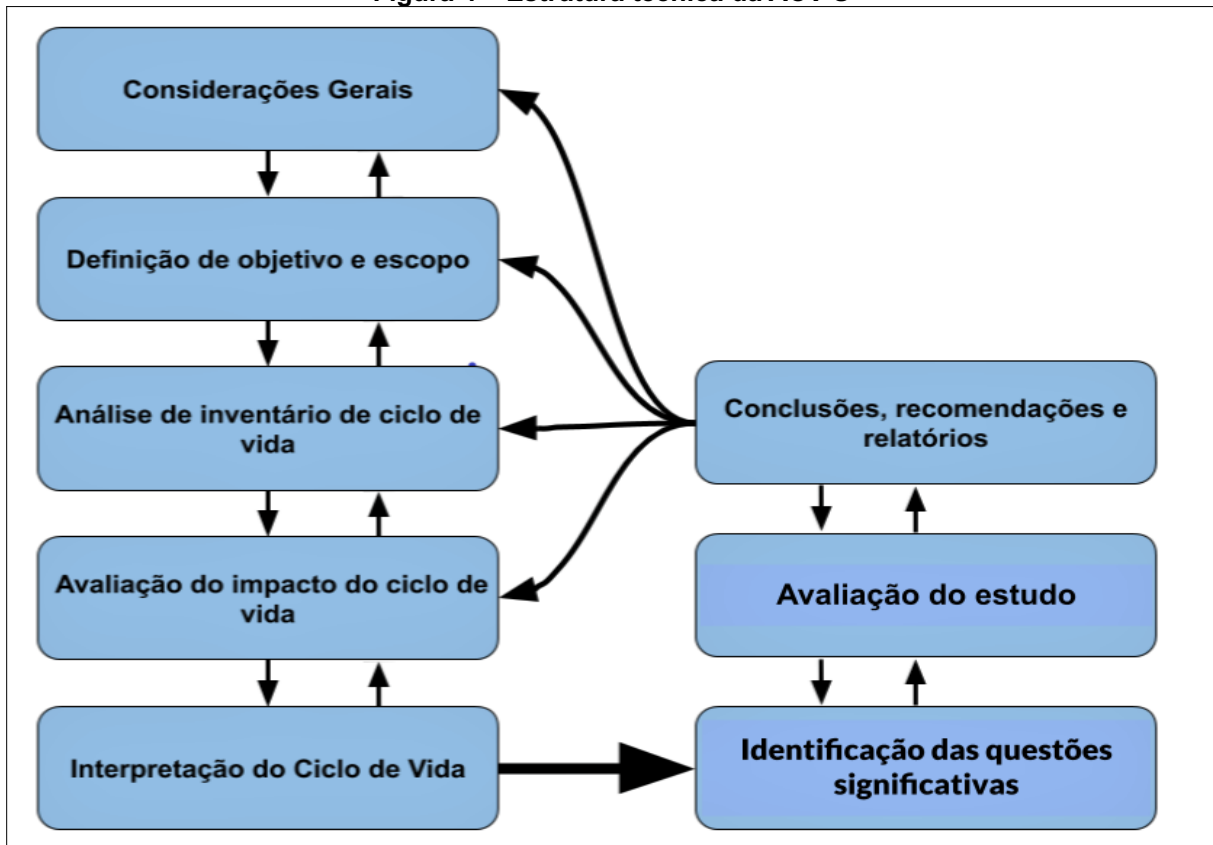 Considerações Gerais
Definição de objetivo e escopo
Análise de inventário de ciclo de
vida
Avaliação do impacto do ciclo de
vida
Interpretação do Ciclo de Vida
Conclusões, recomendações e
relatórios
Avaliação do estudo
Identificação das questões
significativas